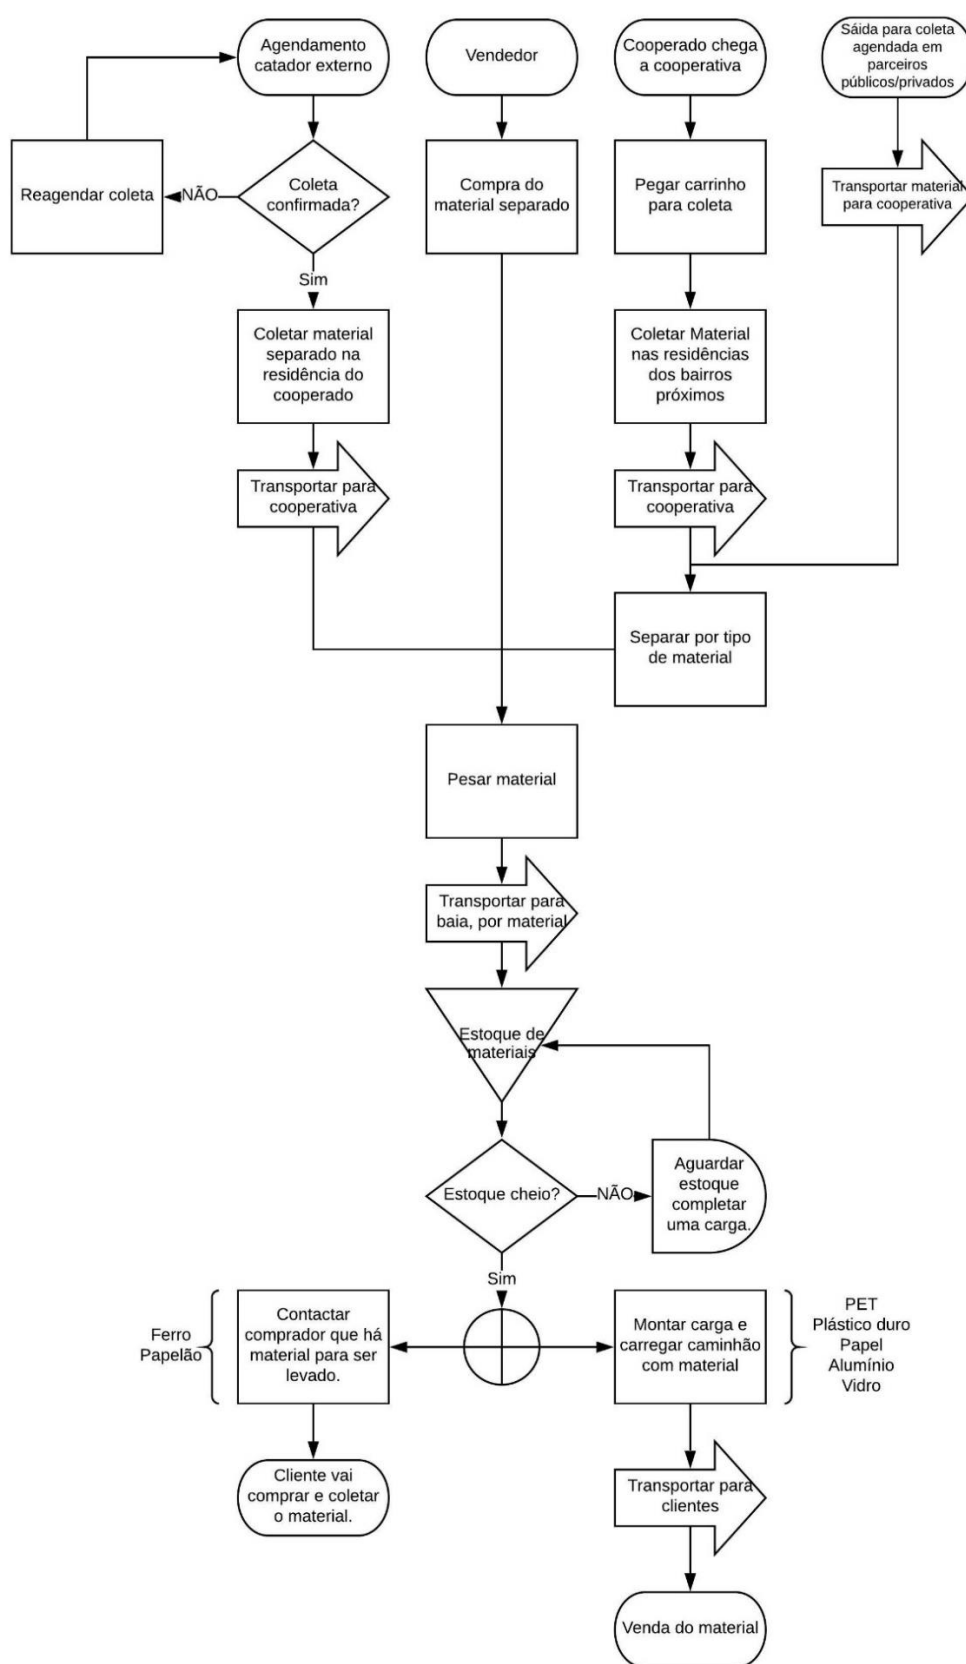 Agendamento
catador externo
Vendedor
Cooperado chega
a cooperativa
Sáida para coleta
agendada em
parceiros
públicos/privados
Reagendar coleta
NÃO
Coleta
confirmada?
Compra do
material separado
Pegar carrinho
para coleta
Transportar material
para cooperativa
Sim
Coletar material
separado na
residência do
cooperado
Coletar Material
nas residências
dos bairros
próximos
Transportar para
cooperativa
Transportar para
cooperativa
Separar por tipo
de material
Pesar material
Transportar para
baia, por material
Estoque de
materiais
Estoque cheio?
NÃO
Aguardar
estoque
completar
uma carga.
Sim
Ferro
Papelão
Contactar
comprador que há
material para ser
levado.
Montar carga e
carregar caminhão
com material
PET
Plástico duro
Papel
Alumínio
Vidro
Cliente vai
comprar e coletar
o material.
Transportar para
clientes
Venda do material